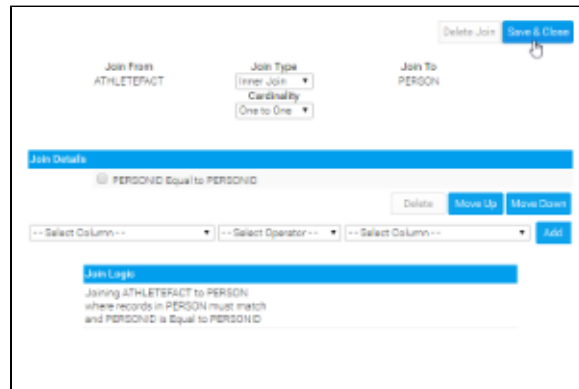 Delete Join Save & Close
Join From Join Type Join To
ATHLETEFACT Inner Join PERSON
Cardinality
One to One
Join Details
PERSONID Equal to PERSONID
Delete Move Up Move Down
-- Select Column -- -- Select Operator -- -- Select Column -- Add
Join Logic
Joining ATHLETEFACT to PERSON
where records in PERSON must match
and PERSONID is Equal to PERSONID